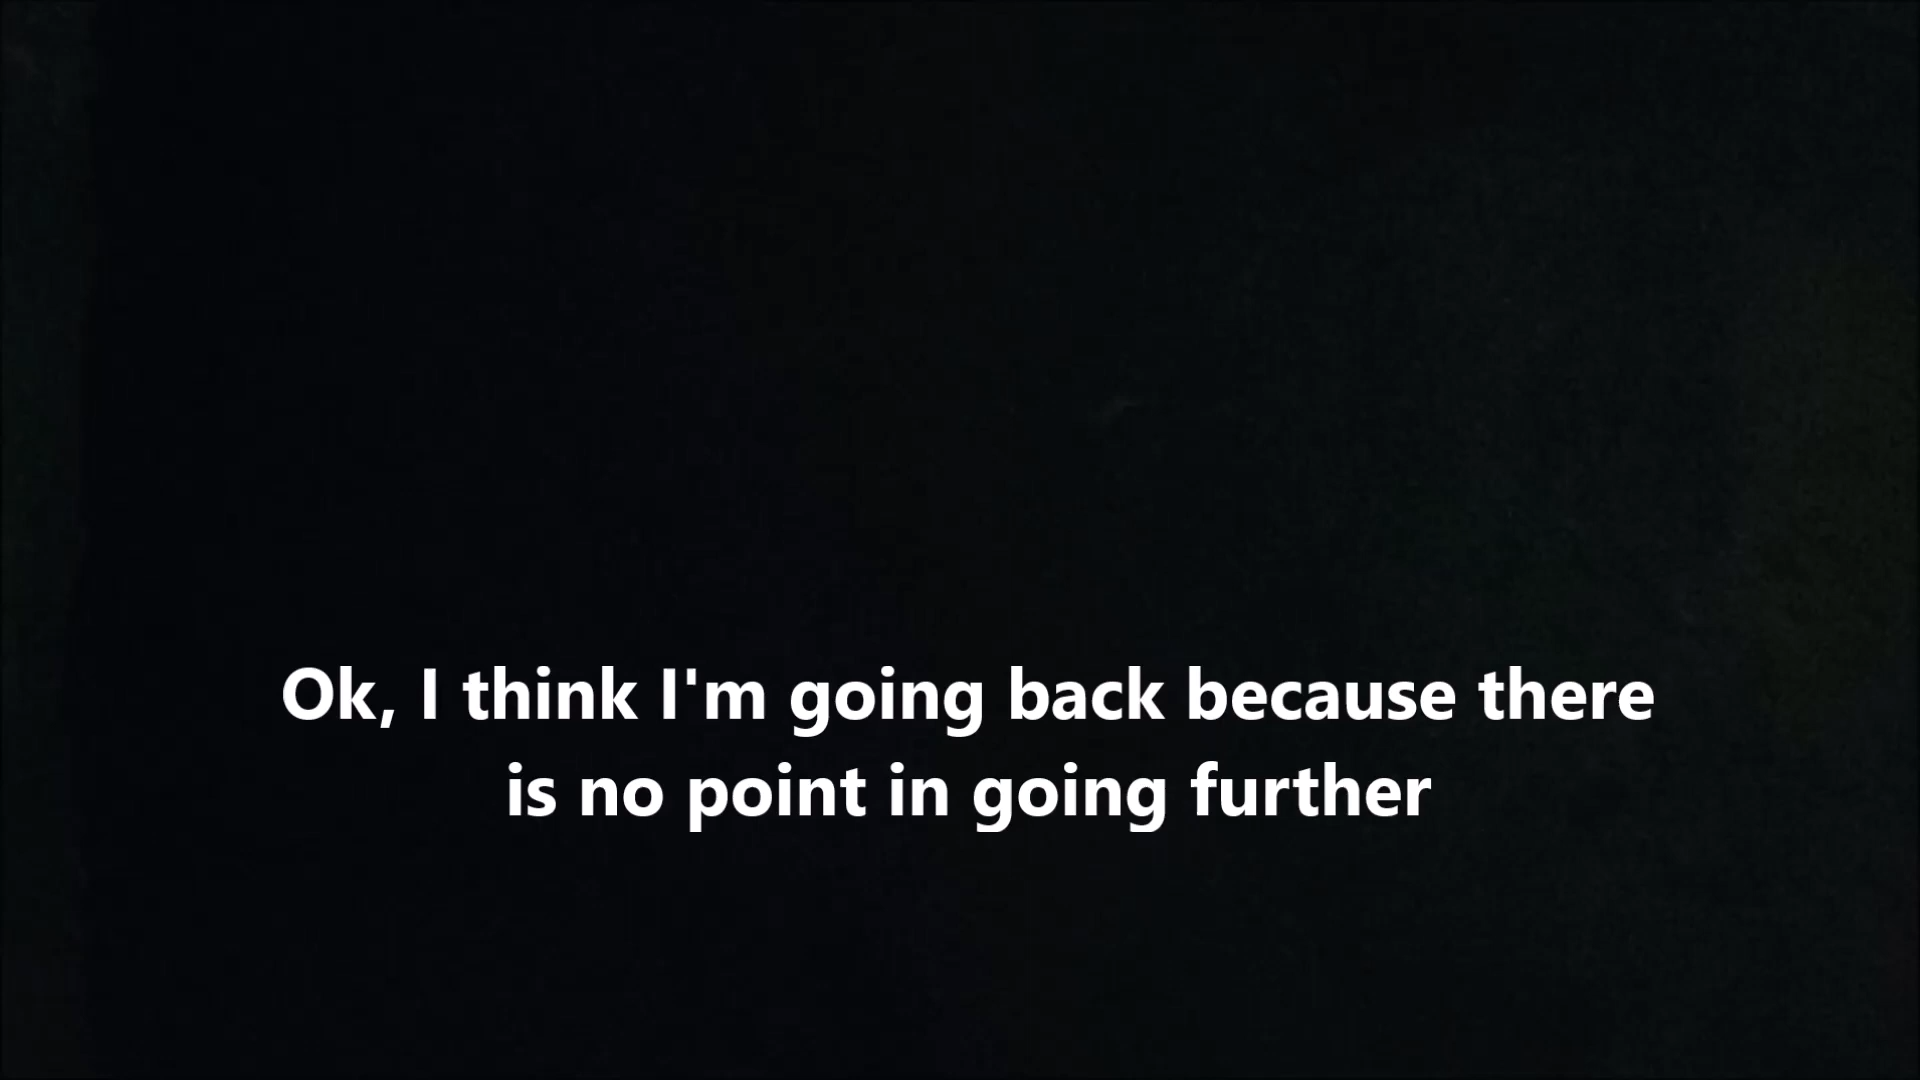 Ok, I think I'm going back because there
is no point in going further